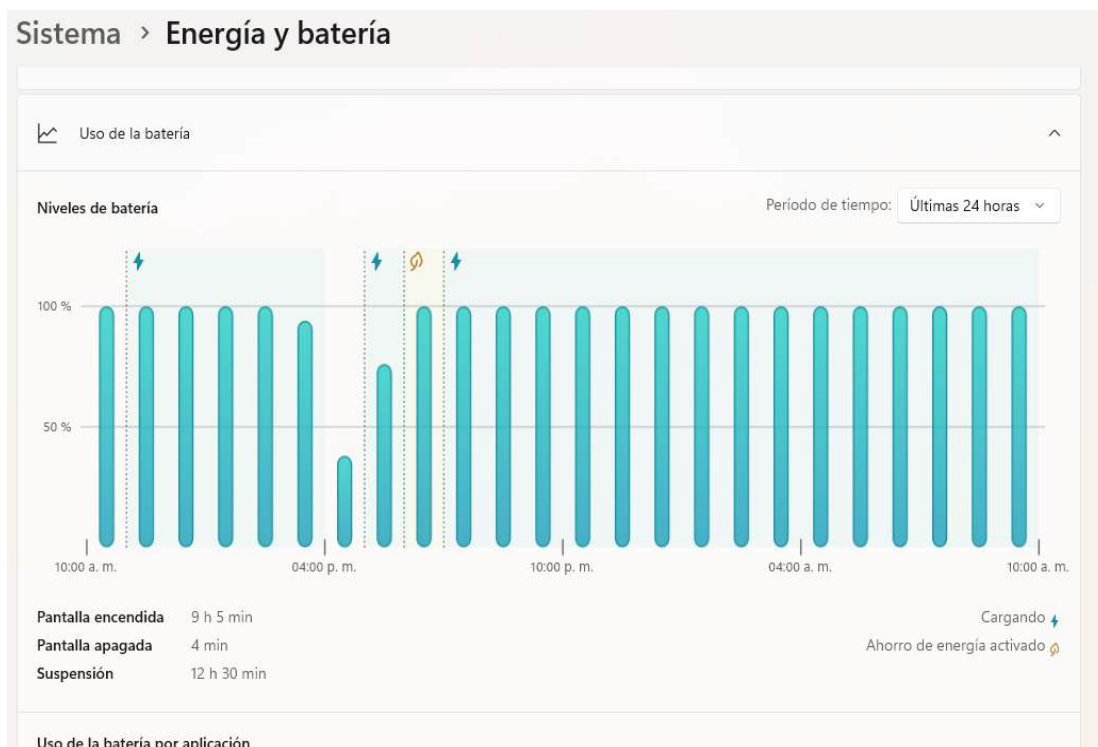 Sistema > Energía y batería
Uso de la batería
Niveles de batería
Período de tiempo: Últimas 24 horas
100 %
50 %
10:00 a. m. 04:00 p. m. 10:00 p. m. 04:00 a. m. 10:00 a. m.
Pantalla encendida 9 h 5 min Cargando
Pantalla apagada 4 min Ahorro de energía activado
Suspensión 12 h 30 min
Uso de la batería por aplicación